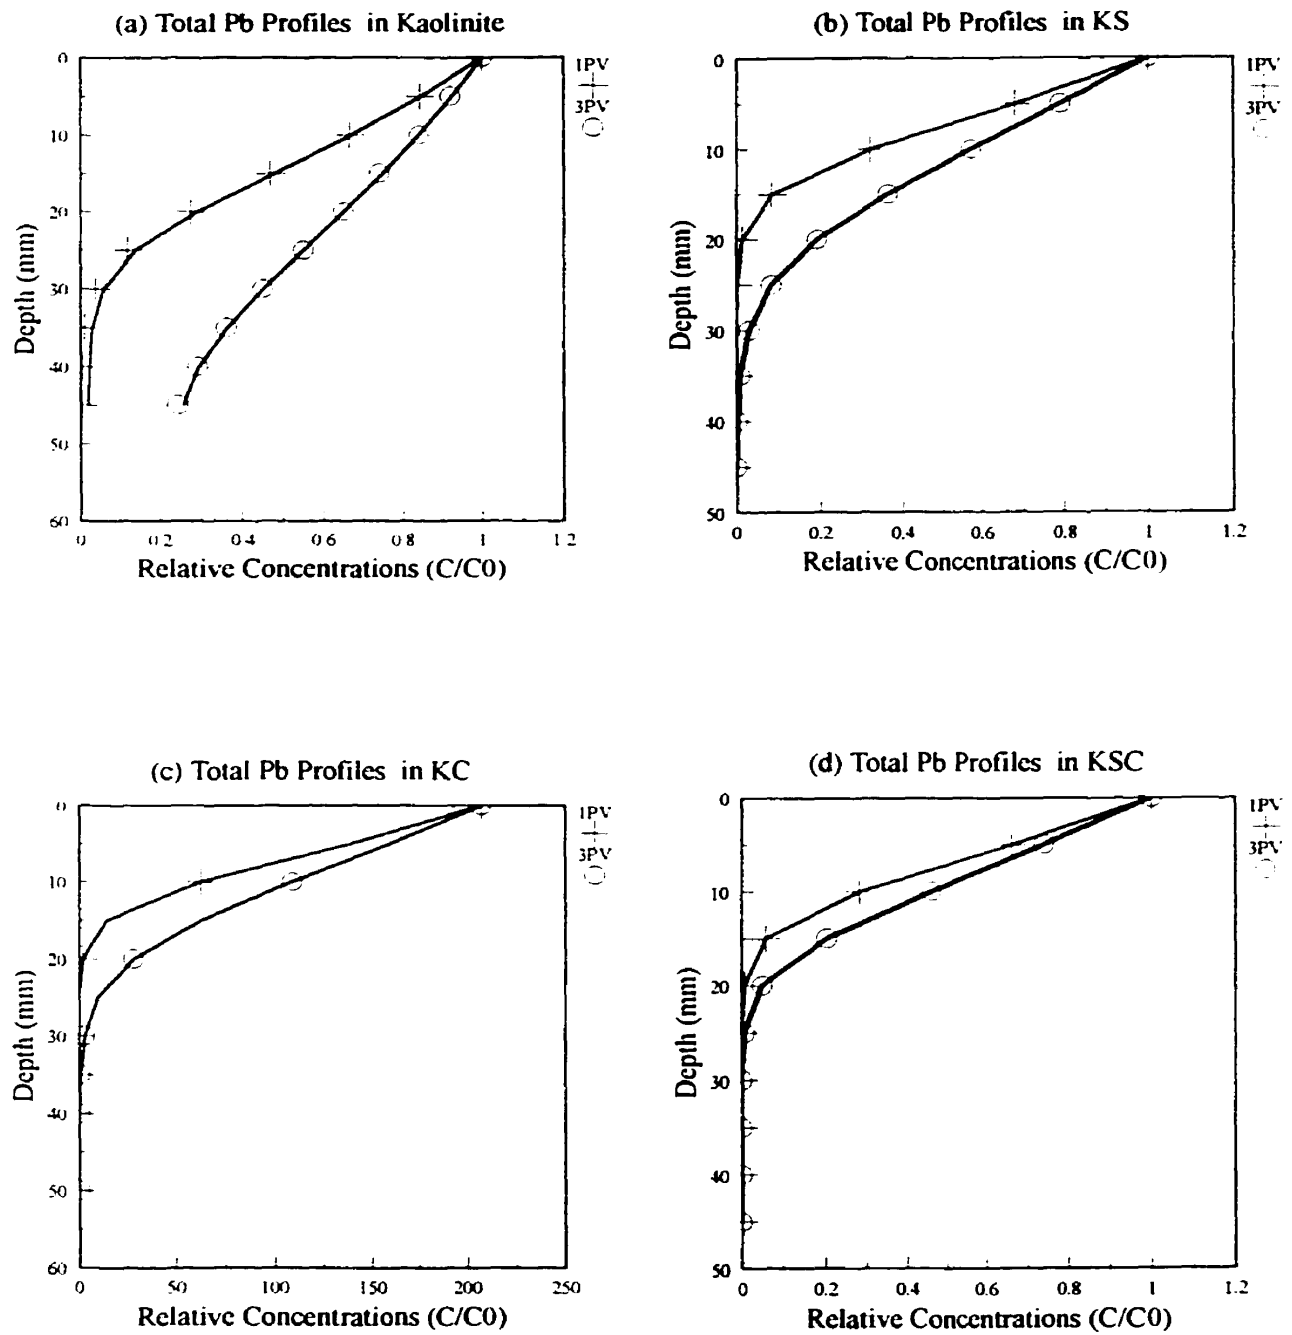 (a) Total Pb Profiles in Kaolinite
0
10
20
30
40
50
60
Depth (mm)
0 0.2 0.4 0.6 0.8 1 1.2
Relative Concentrations (C/C0)
1PV
3PV
(b) Total Pb Profiles in KS
0
10
20
30
40
50
Depth (mm)
0 0.2 0.4 0.6 0.8 1 1.2
Relative Concentrations (C/C0)
1PV
3PV
(c) Total Pb Profiles in KC
0
10
20
30
40
50
60
Depth (mm)
0 50 100 150 200 250
Relative Concentrations (C/C0)
1PV
3PV
(d) Total Pb Profiles in KSC
0
10
20
30
40
50
Depth (mm)
0 0.2 0.4 0.6 0.8 1 1.2
Relative Concentrations (C/C0)
1PV
3PV